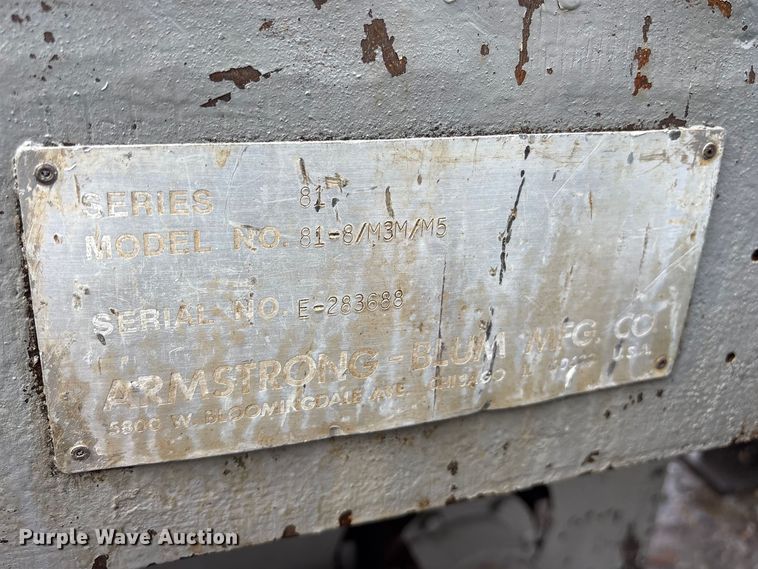 SERIES 81
MODEL NO. 81-8/M3M/M5
SERIAL NO. E-283688
ARMSTRONG-BLUM MFG. CO.
5800 W. BLOOMINGDALE AVE. CHICAGO U.S.A.
Purple Wave Auction